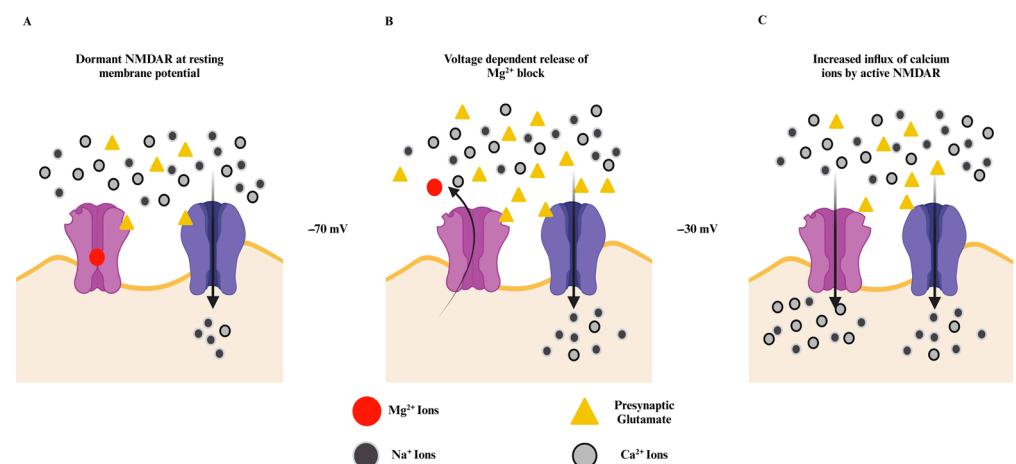 A
B
C
Dormant NMDAR at resting
membrane potential
Voltage dependent release of
Mg²⁺ block
Increased influx of calcium
ions by active NMDAR
–70 mV
–30 mV
Mg²⁺ Ions
Presynaptic
Glutamate
Na⁺ Ions
Ca²⁺ Ions